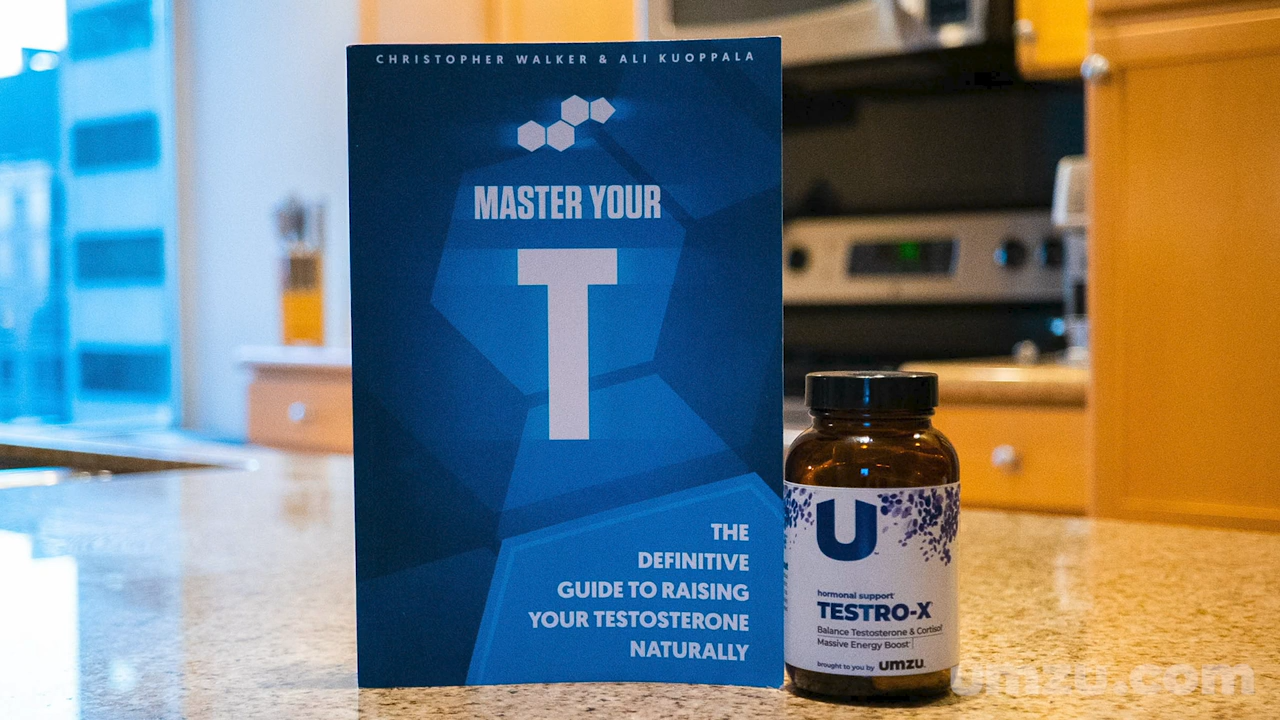 CHRISTOPHER WALKER & ALI KUOPPALA
MASTER YOUR
T
THE
DEFINITIVE
GUIDE TO RAISING
YOUR TESTOSTERONE
NATURALLY
U
hormonal support
TESTRO-X
Balance Testosterone & Cortisol
Massive Energy Boost
brought to you by umzu.
umzu.com